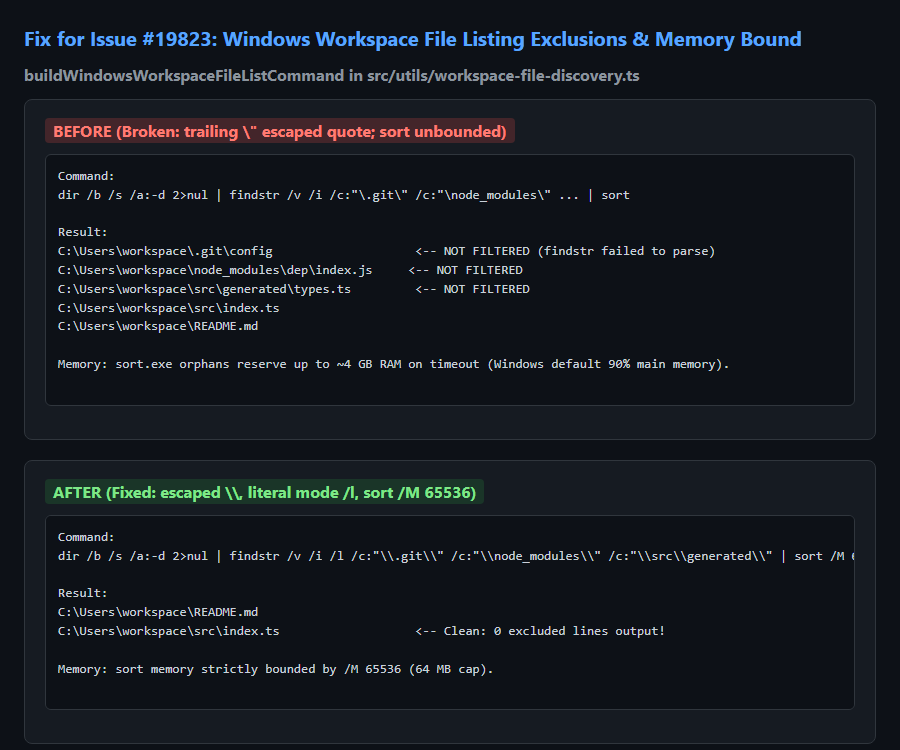 Fix for Issue #19823: Windows Workspace File Listing Exclusions & Memory Bound
buildWindowsWorkspaceFileListCommand in src/utils/workspace-file-discovery.ts
BEFORE (Broken: trailing \" escaped quote; sort unbounded)
Command:
dir /b /s /a:-d 2>nul | findstr /v /i /c:"\.git\" /c:"\node_modules\" ... | sort
Result:
C:\Users\workspace\.git\config <-- NOT FILTERED (findstr failed to parse)
C:\Users\workspace\node_modules\dep\index.js <-- NOT FILTERED
C:\Users\workspace\src\generated\types.ts <-- NOT FILTERED
C:\Users\workspace\src\index.ts
C:\Users\workspace\README.md
Memory: sort.exe orphans reserve up to ~4 GB RAM on timeout (Windows default 90% main memory).
AFTER (Fixed: escaped \\, literal mode /l, sort /M 65536)
Command:
dir /b /s /a:-d 2>nul | findstr /v /i /l /c:"\\.git\\" /c:"\\node_modules\\" /c:"\\src\\generated\\" | sort /M
Result:
C:\Users\workspace\README.md
C:\Users\workspace\src\index.ts <-- Clean: 0 excluded lines output!
Memory: sort memory strictly bounded by /M 65536 (64 MB cap).